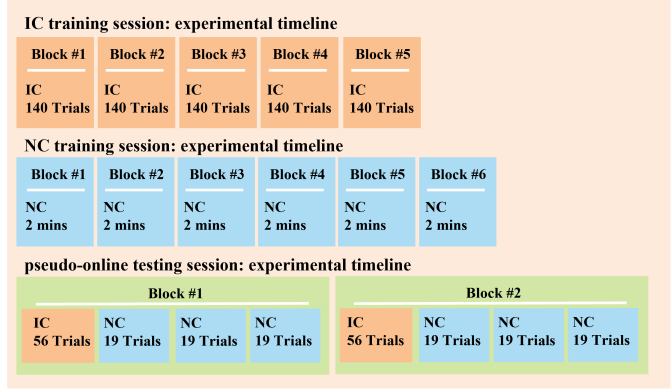 IC training session: experimental timeline
Block #1 Block #2 Block #3 Block #4 Block #5
IC IC IC IC IC
140 Trials 140 Trials 140 Trials 140 Trials 140 Trials
NC training session: experimental timeline
Block #1 Block #2 Block #3 Block #4 Block #5 Block #6
NC NC NC NC NC NC
2 mins 2 mins 2 mins 2 mins 2 mins 2 mins
pseudo-online testing session: experimental timeline
Block #1 Block #2
IC NC NC NC IC NC NC NC
56 Trials 19 Trials 19 Trials 19 Trials 56 Trials 19 Trials 19 Trials 19 Trials